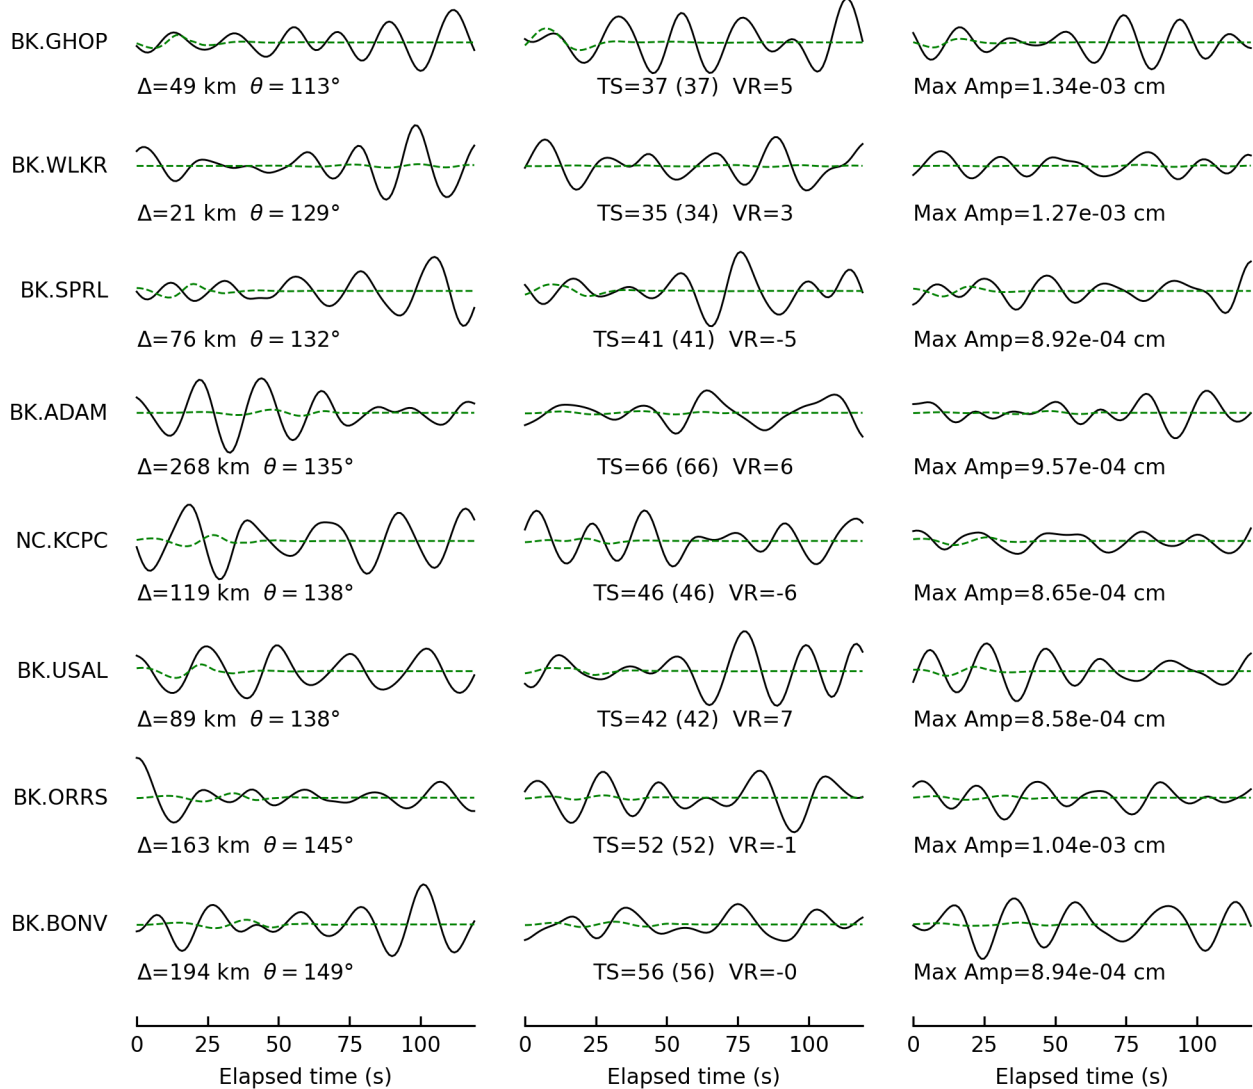 BK.GHOP
Δ=49 km θ = 113° TS=37 (37) VR=5 Max Amp=1.34e-03 cm
BK.WLKR
Δ=21 km θ = 129° TS=35 (34) VR=3 Max Amp=1.27e-03 cm
BK.SPRL
Δ=76 km θ = 132° TS=41 (41) VR=-5 Max Amp=8.92e-04 cm
BK.ADAM
Δ=268 km θ = 135° TS=66 (66) VR=6 Max Amp=9.57e-04 cm
NC.KCPC
Δ=119 km θ = 138° TS=46 (46) VR=-6 Max Amp=8.65e-04 cm
BK.USAL
Δ=89 km θ = 138° TS=42 (42) VR=7 Max Amp=8.58e-04 cm
BK.ORRS
Δ=163 km θ = 145° TS=52 (52) VR=-1 Max Amp=1.04e-03 cm
BK.BONV
Δ=194 km θ = 149° TS=56 (56) VR=-0 Max Amp=8.94e-04 cm
0 25 50 75 100 0 25 50 75 100 0 25 50 75 100
Elapsed time (s) Elapsed time (s) Elapsed time (s)